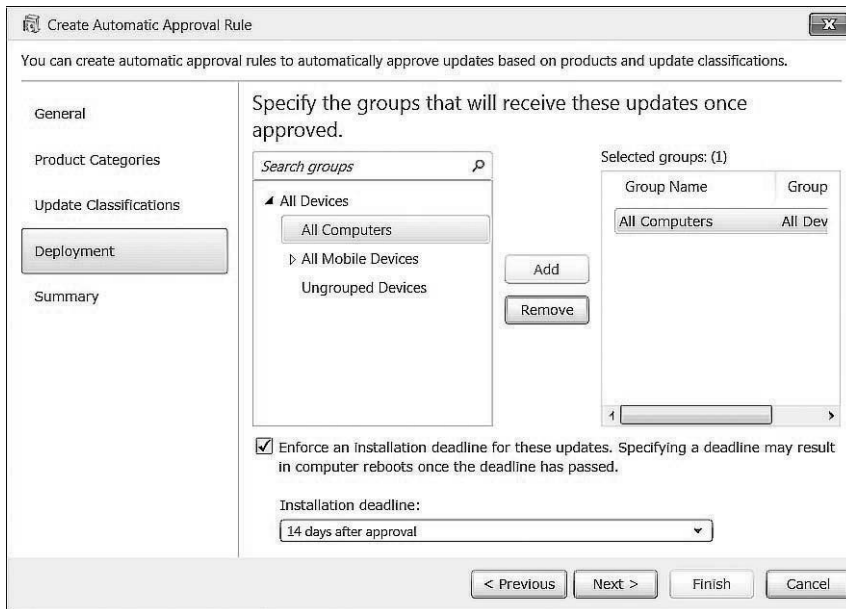 Create Automatic Approval Rule
You can create automatic approval rules to automatically approve updates based on products and update classifications.
General
Product Categories
Update Classifications
Deployment
Summary
Specify the groups that will receive these updates once
approved.
Search groups
All Devices
All Computers
All Mobile Devices
Ungrouped Devices
Add
Remove
Selected groups: (1)
Group Name Group
All Computers All Dev
Enforce an installation deadline for these updates. Specifying a deadline may result
in computer reboots once the deadline has passed.
Installation deadline:
14 days after approval
< Previous Next > Finish Cancel